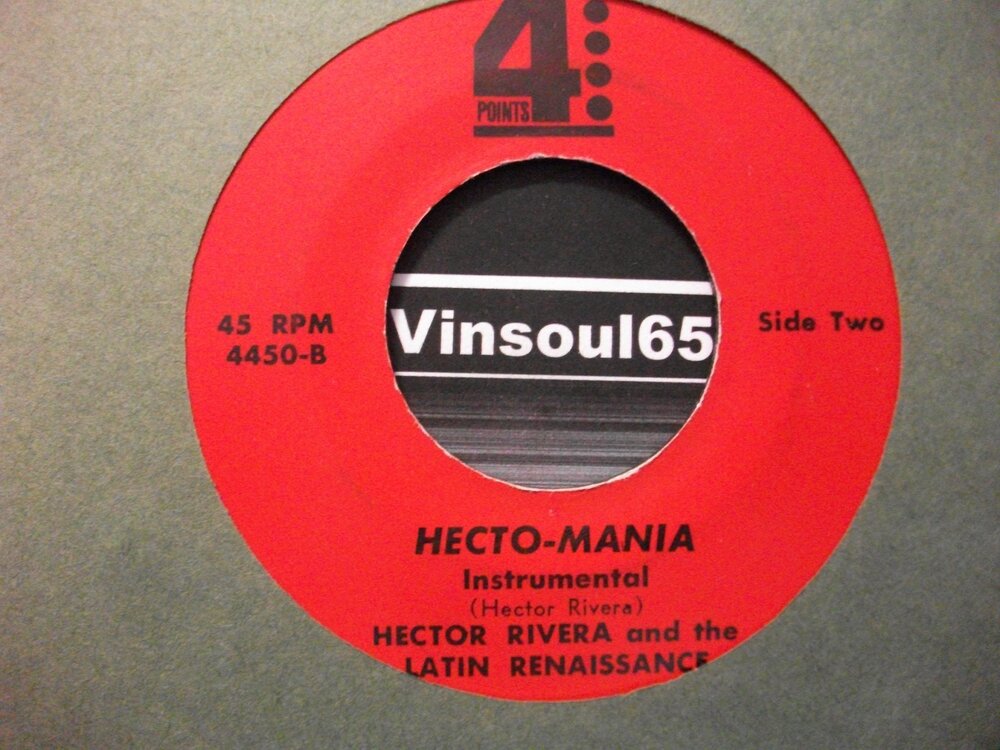 4
POINTS
45 RPM
4450-B
Vinsoul65
Side Two
HECTO-MANIA
Instrumental
(Hector Rivera)
HECTOR RIVERA and the
LATIN RENAISSANCE